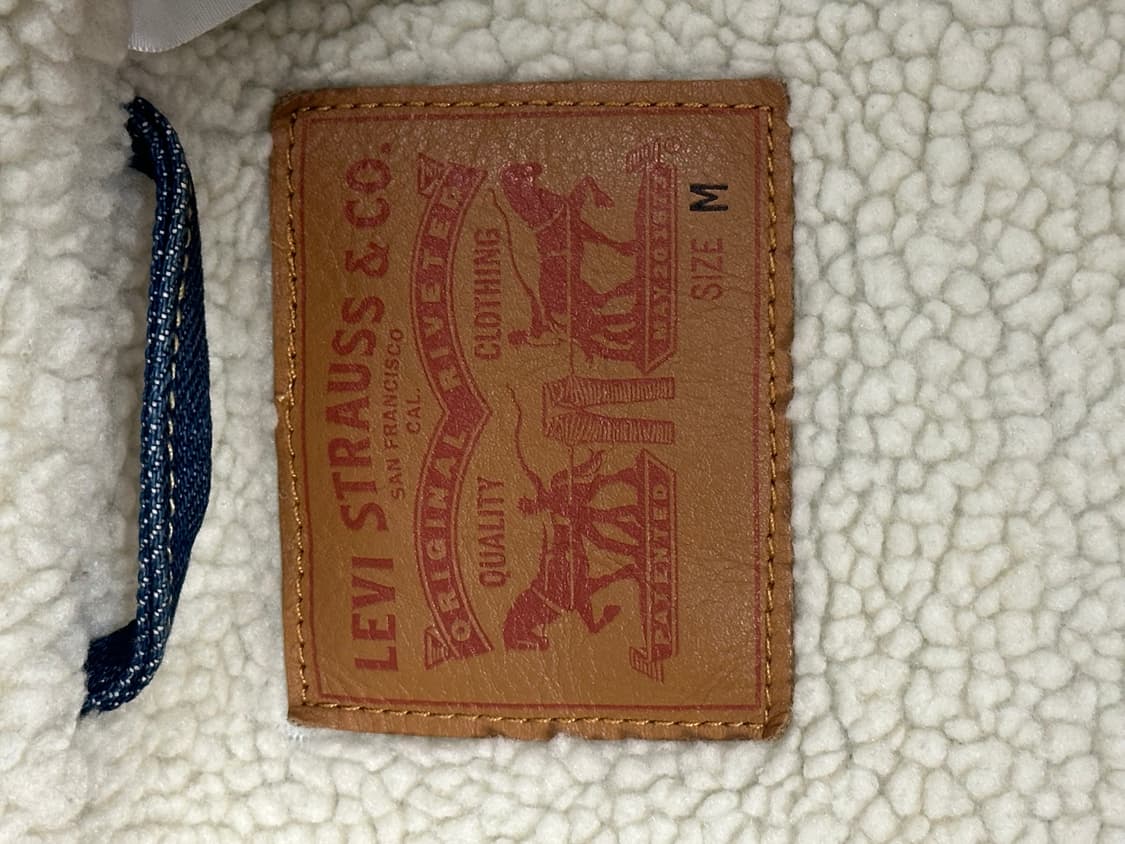 LEVI STRAUSS & CO.
SAN FRANCISCO
CAL.
ORIGINAL RIVETED
QUALITY CLOTHING
PATENTED MAY 20 1873
®
SIZE M